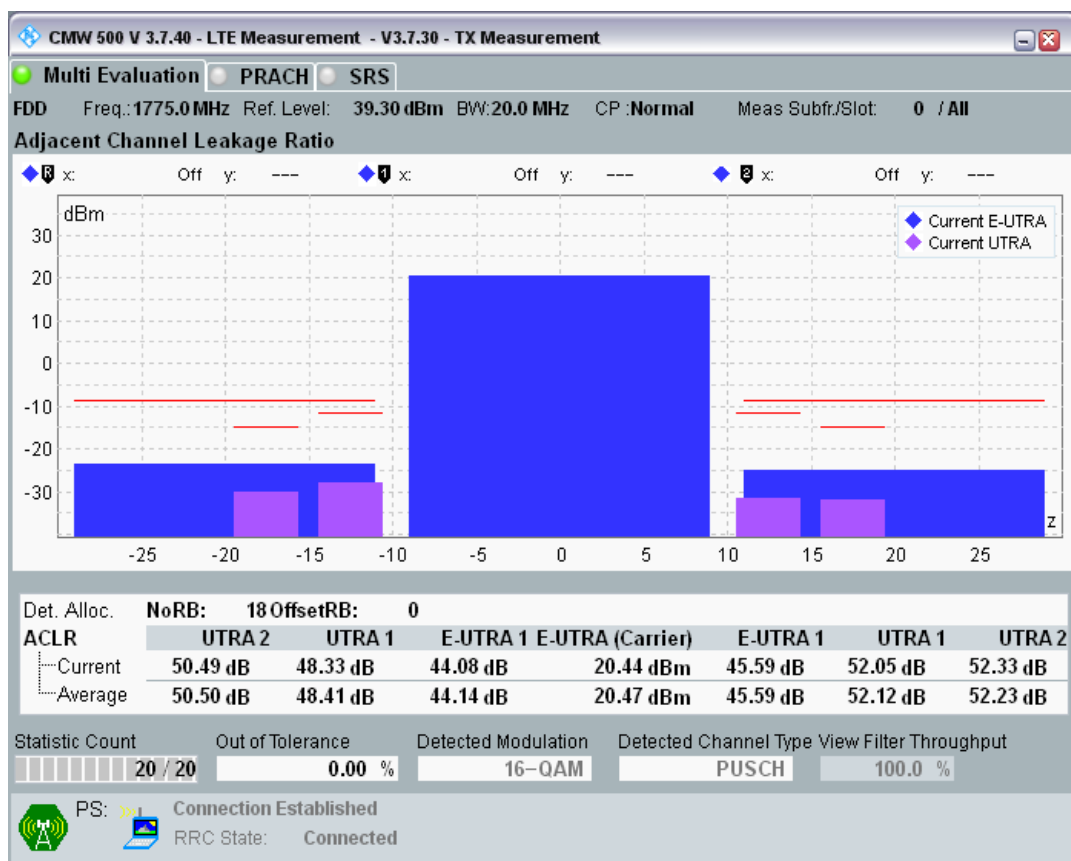 CMW 500 V 3.7.40 - LTE Measurement - V3.7.30 - TX Measurement
Multi Evaluation PRACH SRS
FDD Freq.:1775.0 MHz Ref. Level: 39.30 dBm BW:20.0 MHz CP :Normal Meas Subfr./Slot: 0 / All
Adjacent Channel Leakage Ratio
R x: Off y: --- 1 x: Off y: --- 2 x: Off y: ---
dBm
Current E-UTRA
Current UTRA
30
20
10
0
-10
-20
-30
z
-25 -20 -15 -10 -5 0 5 10 15 20 25
Det. Alloc. NoRB: 18 OffsetRB: 0
ACLR UTRA 2 UTRA 1 E-UTRA 1 E-UTRA (Carrier) E-UTRA 1 UTRA 1 UTRA 2
Current 50.49 dB 48.33 dB 44.08 dB 20.44 dBm 45.59 dB 52.05 dB 52.33 dB
Average 50.50 dB 48.41 dB 44.14 dB 20.47 dBm 45.59 dB 52.12 dB 52.23 dB
Statistic Count Out of Tolerance Detected Modulation Detected Channel Type View Filter Throughput
20 / 20 0.00 % 16-QAM PUSCH 100.0 %
PS: Connection Established
RRC State: Connected